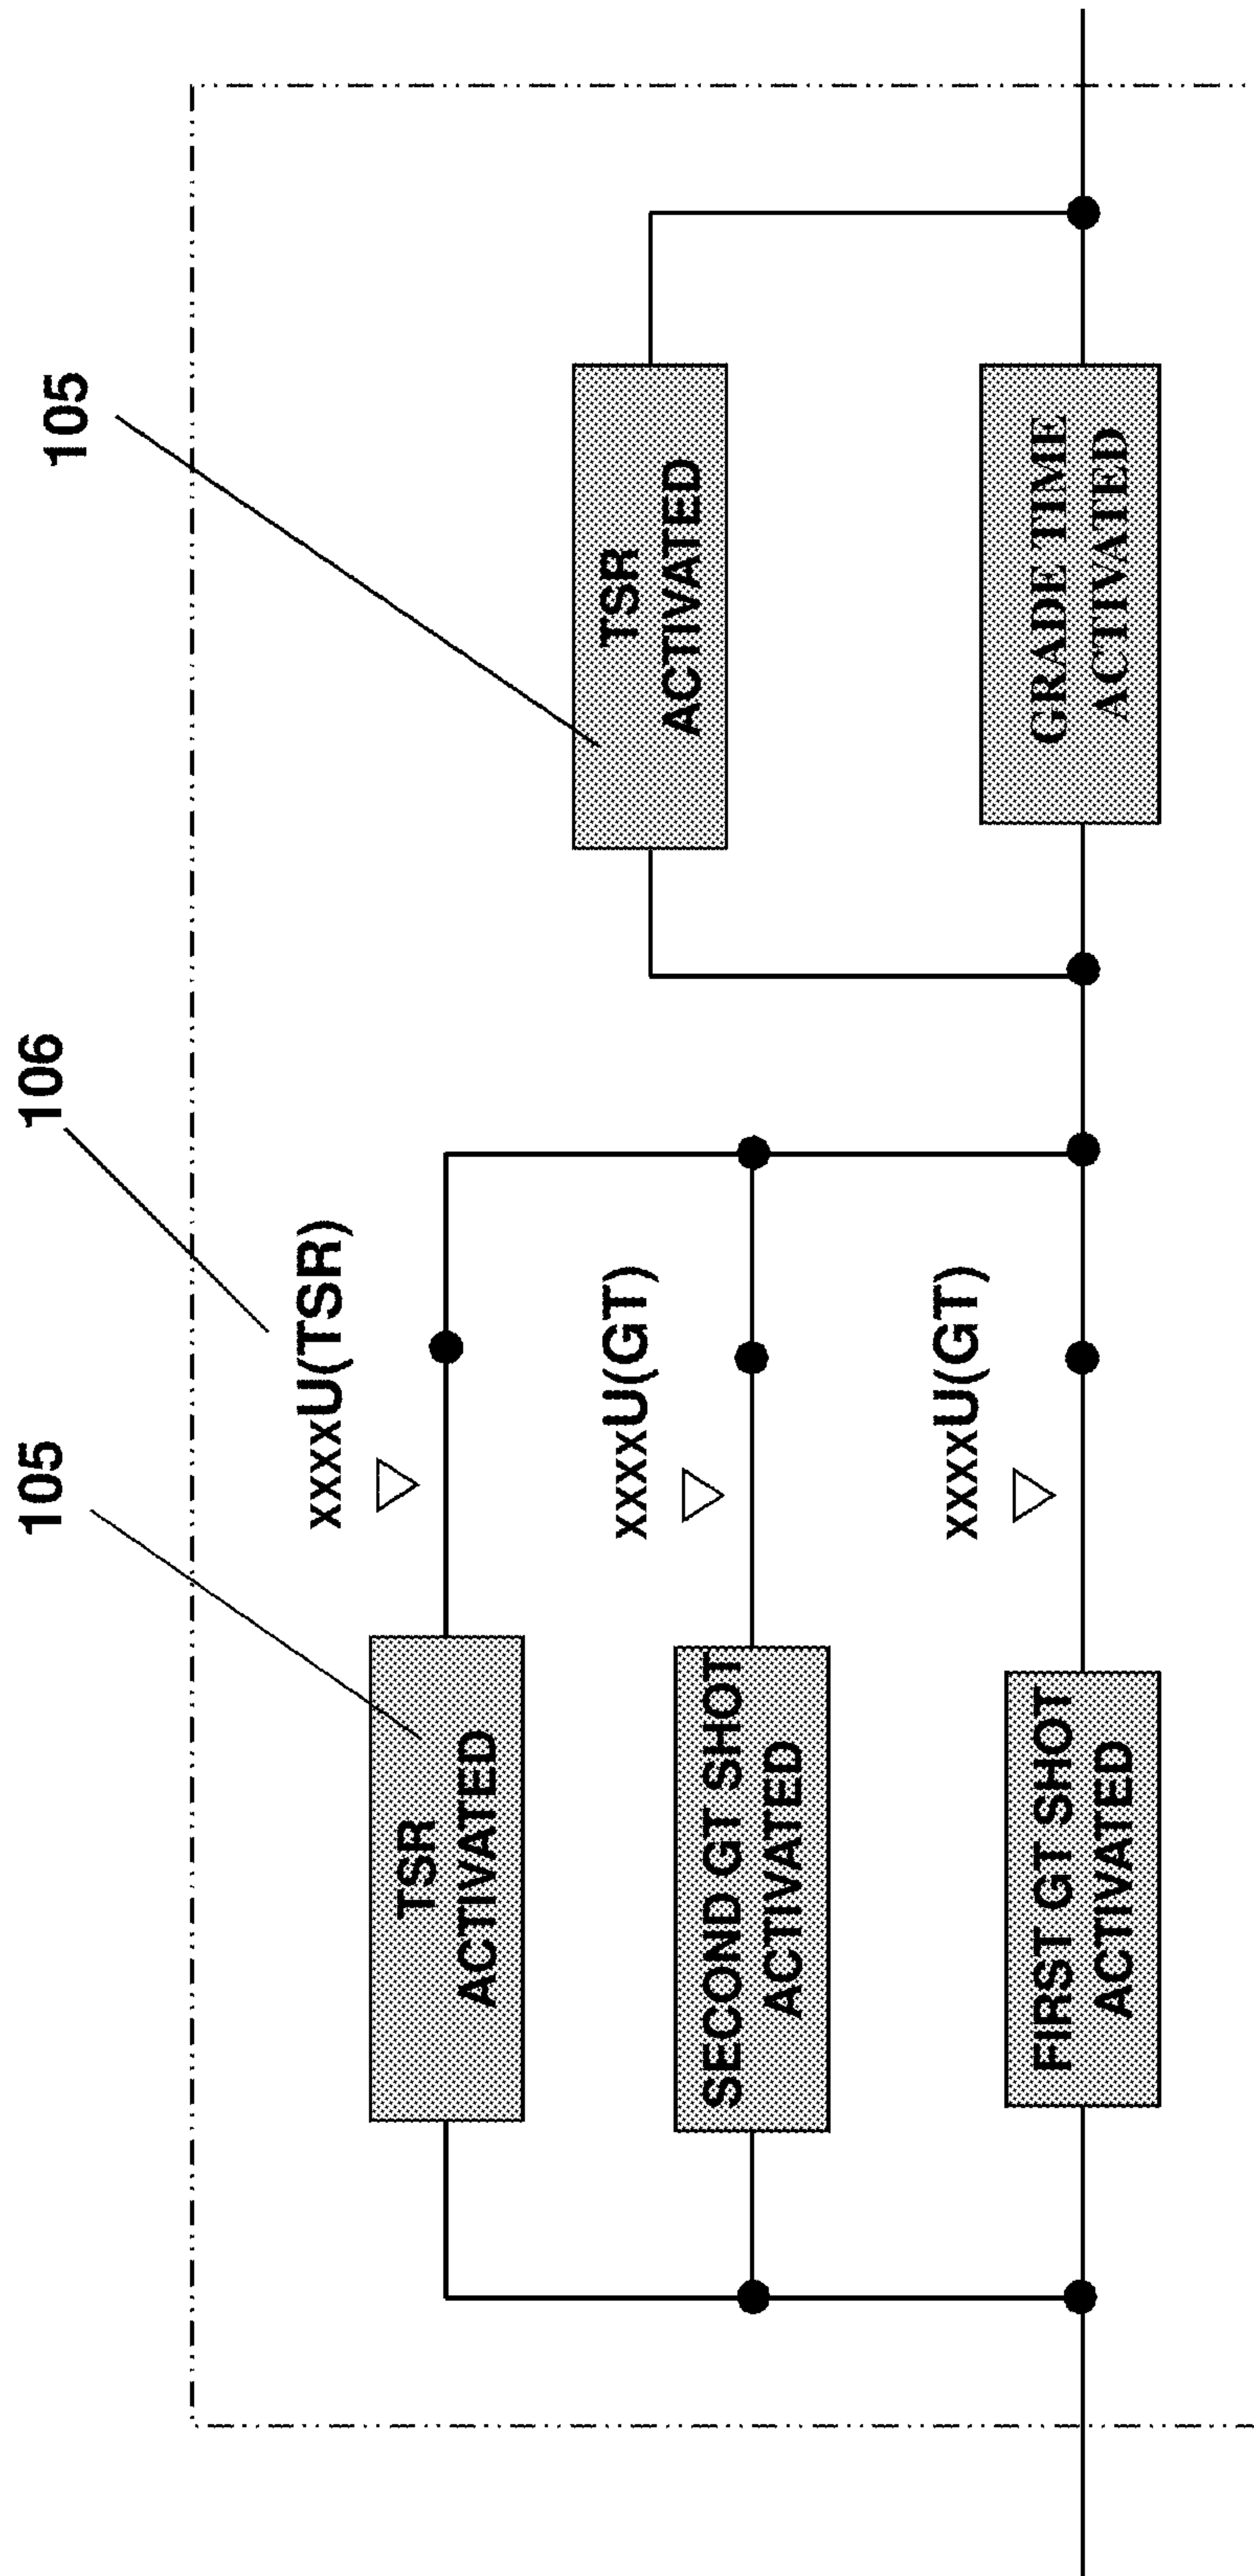 105
106
105
xxxxU(TSR)
xxxxU(GT)
xxxxU(GT)
TSR
ACTIVATED
SECOND GT SHOT
ACTIVATED
FIRST GT SHOT
ACTIVATED
TSR
ACTIVATED
GRADE TIME
ACTIVATED